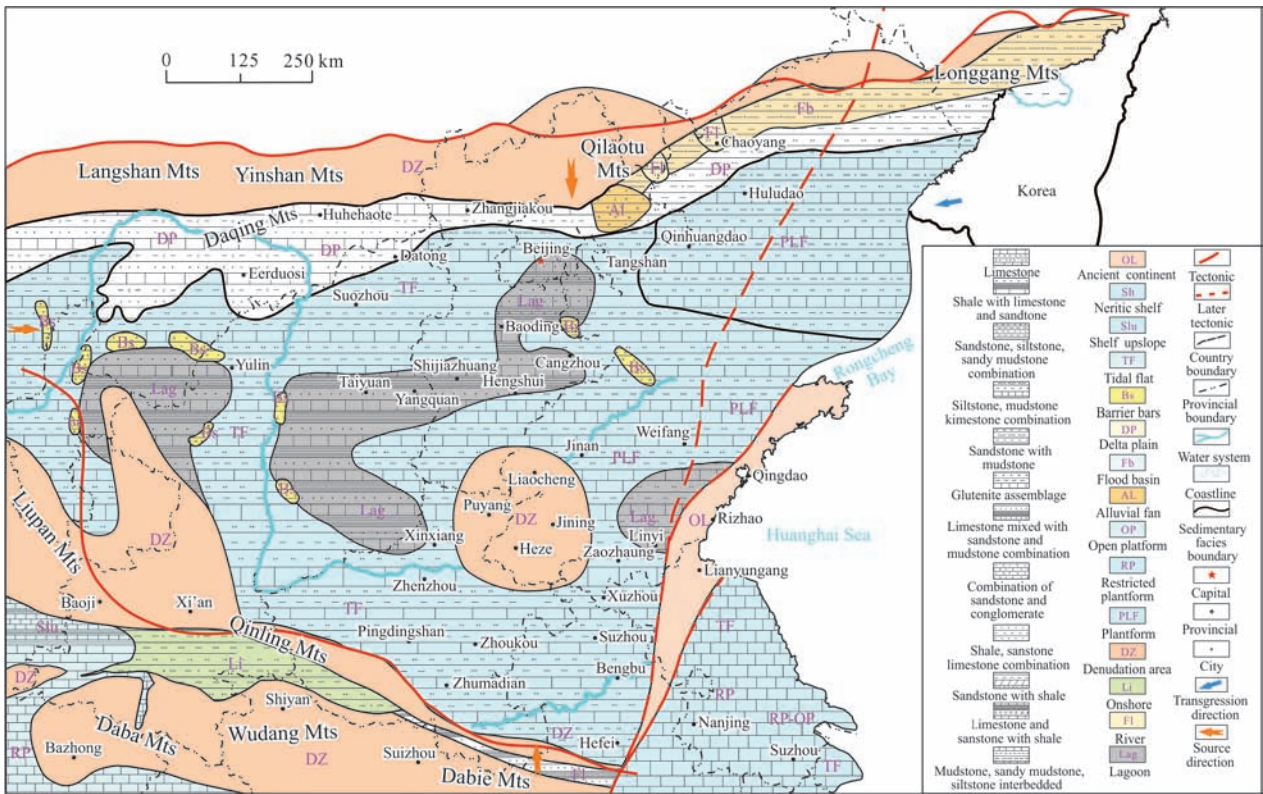 0 125 250 km
Longgang Mts
Fb
Fl
Chaoyang
Qilaotu
Mts
Fl
DZ
Langshan Mts
Yinshan Mts
DP
Huludao
Korea
AL
Zhangjiakou
Huhehaote
Daqing Mts
DP
DP
Qinhuangdao
PLF
Beijing
Datong
Tangshan
Eerduosi
TF
Suozhou
Lag
Baoding
Bs
Bs
Bs
Bs
Bs
Yulin
Cangzhou
Shijiazhuang
Hengshui
Taiyuan
Yangquan
Bs
Lag
Bs
Rongcheng
Bay
PLF
Bs
Bs
TF
Jinan
Weifang
PLF
Liaocheng
Qingdao
Puyang
DZ
Jining
Lag
OL
Rizhao
Lag
Heze
Linyi
Zaozhaung
Xinxiang
Huanghai Sea
Liupan Mts
DZ
Zhenzhou
Lianyungang
Xuzhou
Baoji
Xi'an
TF
TF
Slu
Qinling Mts
Pingdingshan
Zhoukou
Suzhou
Bengbu
Li
DZ
Zhumadian
RP
Shiyan
Nanjing
RP-OP
Daba Mts
Wudang Mts
DZ
Hefei
RP
Bazhong
DZ
Suizhou
Suzhou
TF
Dabie Mts
Fl
Limestone
Shale with limestone
and sandtone
Sandstone, siltstone,
sandy mudstone
combination
Siltstone, mudstone
kimestone combination
Sandstone with
mudstone
Glutenite assemblage
Limestone mixed with
sandstone and
mudstone combination
Combination of
sandstone and
conglomerate
Shale, sanstone
limestone combination
Sandstone with shale
Limestone and
sanstone with shale
Mudstone, sandy mudstone,
siltstone interbedded
OL
Ancient continent
Sh
Neritic shelf
Slu
Shelf upslope
TF
Tidal flat
Bs
Barrier bars
DP
Delta plain
Fb
Flood basin
AL
Alluvial fan
OP
Open platform
RP
Restricted
plantform
PLF
Plantform
DZ
Denudation area
Li
Onshore
Fl
River
Lag
Lagoon
Tectonic
Later
tectonic
Country
boundary
Provincial
boundary
Water system
Coastline
Sedimentary
facies
boundary
Capital
Provincial
City
Transgression
direction
Source
direction